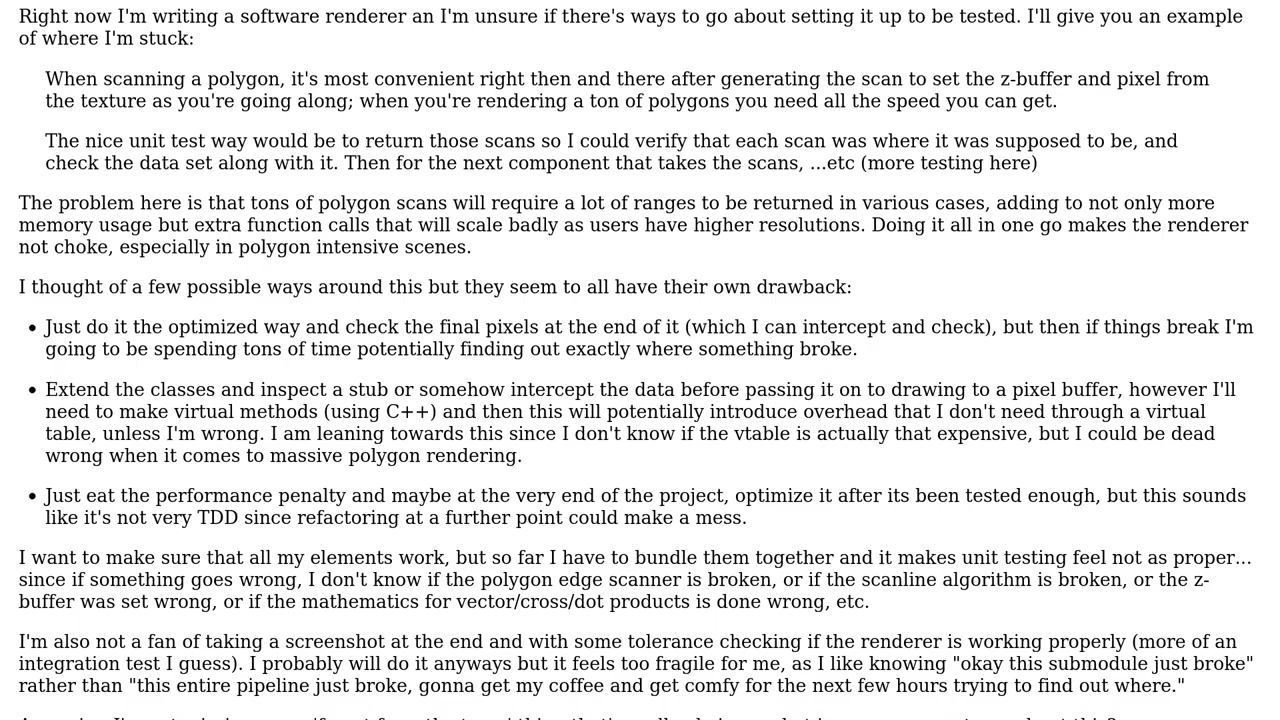 Right now I'm writing a software renderer an I'm unsure if there's ways to go about setting it up to be tested. I'll give you an example
of where I'm stuck:
When scanning a polygon, it's most convenient right then and there after generating the scan to set the z-buffer and pixel from
the texture as you're going along; when you're rendering a ton of polygons you need all the speed you can get.
The nice unit test way would be to return those scans so I could verify that each scan was where it was supposed to be, and
check the data set along with it. Then for the next component that takes the scans, ...etc (more testing here)
The problem here is that tons of polygon scans will require a lot of ranges to be returned in various cases, adding to not only more
memory usage but extra function calls that will scale badly as users have higher resolutions. Doing it all in one go makes the renderer
not choke, especially in polygon intensive scenes.
I thought of a few possible ways around this but they seem to all have their own drawback:
• Just do it the optimized way and check the final pixels at the end of it (which I can intercept and check), but then if things break I'm
going to be spending tons of time potentially finding out exactly where something broke.
• Extend the classes and inspect a stub or somehow intercept the data before passing it on to drawing to a pixel buffer, however I'll
need to make virtual methods (using C++) and then this will potentially introduce overhead that I don't need through a virtual
table, unless I'm wrong. I am leaning towards this since I don't know if the vtable is actually that expensive, but I could be dead
wrong when it comes to massive polygon rendering.
• Just eat the performance penalty and maybe at the very end of the project, optimize it after its been tested enough, but this sounds
like it's not very TDD since refactoring at a further point could make a mess.
I want to make sure that all my elements work, but so far I have to bundle them together and it makes unit testing feel not as proper...
since if something goes wrong, I don't know if the polygon edge scanner is broken, or if the scanline algorithm is broken, or the z-
buffer was set wrong, or if the mathematics for vector/cross/dot products is done wrong, etc.
I'm also not a fan of taking a screenshot at the end and with some tolerance checking if the renderer is working properly (more of an
integration test I guess). I probably will do it anyways but it feels too fragile for me, as I like knowing "okay this submodule just broke"
rather than "this entire pipeline just broke, gonna get my coffee and get comfy for the next few hours trying to find out where."